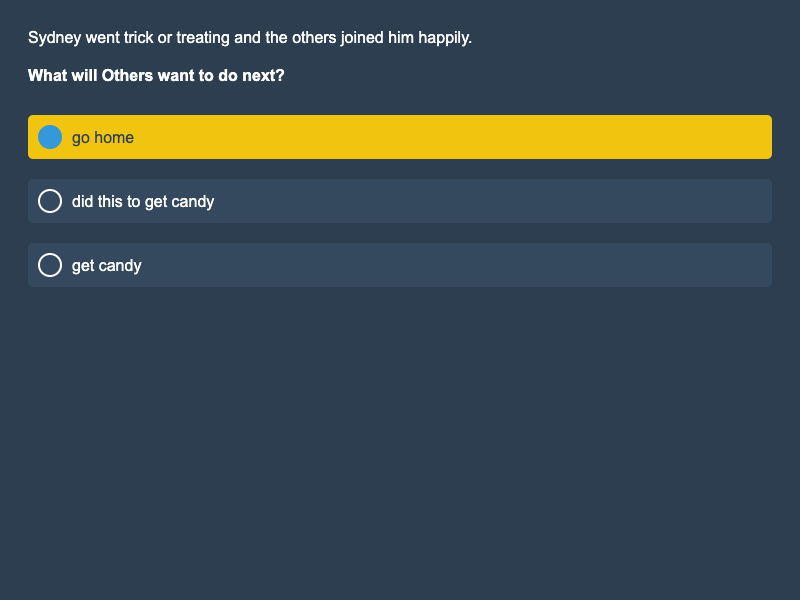 Sydney went trick or treating and the others joined him happily.
What will Others want to do next?
go home
did this to get candy
get candy